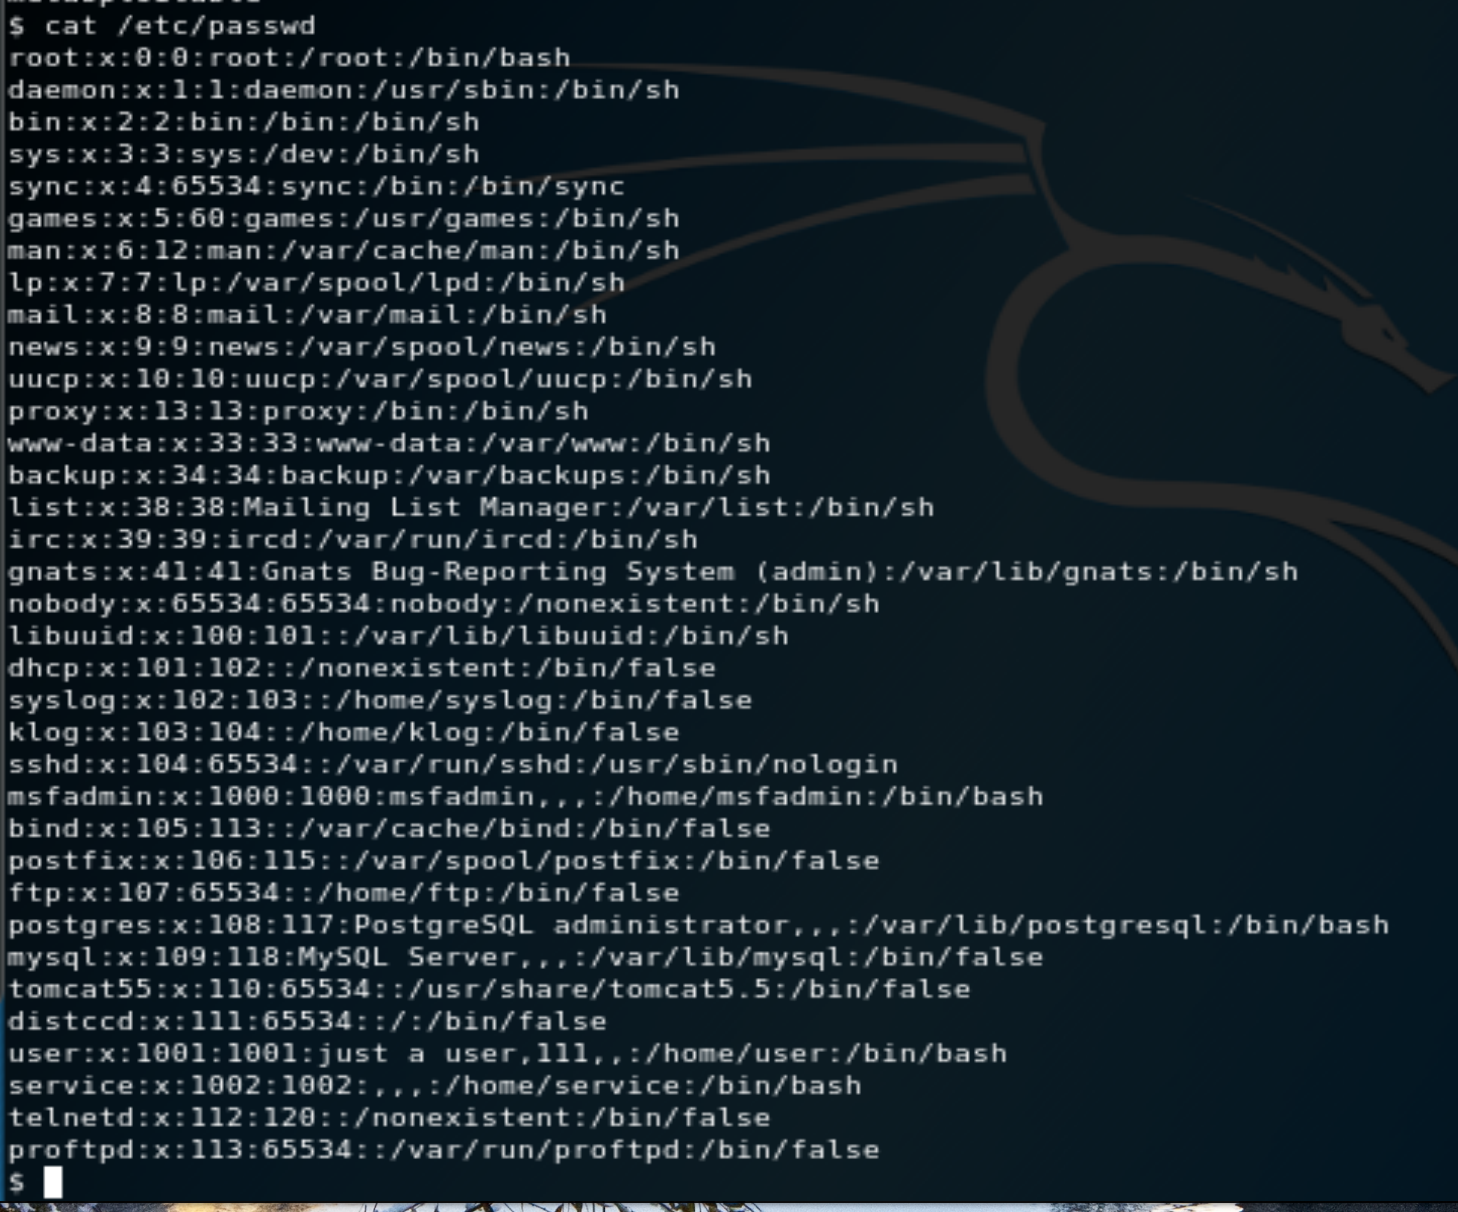 $ cat /etc/passwd
root:x:0:0:root:/root:/bin/bash
daemon:x:1:1:daemon:/usr/sbin:/bin/sh
bin:x:2:2:bin:/bin:/bin/sh
sys:x:3:3:sys:/dev:/bin/sh
sync:x:4:65534:sync:/bin:/bin/sync
games:x:5:60:games:/usr/games:/bin/sh
man:x:6:12:man:/var/cache/man:/bin/sh
lp:x:7:7:lp:/var/spool/lpd:/bin/sh
mail:x:8:8:mail:/var/mail:/bin/sh
news:x:9:9:news:/var/spool/news:/bin/sh
uucp:x:10:10:uucp:/var/spool/uucp:/bin/sh
proxy:x:13:13:proxy:/bin:/bin/sh
www-data:x:33:33:www-data:/var/www:/bin/sh
backup:x:34:34:backup:/var/backups:/bin/sh
list:x:38:38:Mailing List Manager:/var/list:/bin/sh
irc:x:39:39:ircd:/var/run/ircd:/bin/sh
gnats:x:41:41:Gnats Bug-Reporting System (admin):/var/lib/gnats:/bin/sh
nobody:x:65534:65534:nobody:/nonexistent:/bin/sh
libuuid:x:100:101::/var/lib/libuuid:/bin/sh
dhcp:x:101:102::/nonexistent:/bin/false
syslog:x:102:103::/home/syslog:/bin/false
klog:x:103:104::/home/klog:/bin/false
sshd:x:104:65534::/var/run/sshd:/usr/sbin/nologin
msfadmin:x:1000:1000:msfadmin,,,:/home/msfadmin:/bin/bash
bind:x:105:113::/var/cache/bind:/bin/false
postfix:x:106:115::/var/spool/postfix:/bin/false
ftp:x:107:65534::/home/ftp:/bin/false
postgres:x:108:117:PostgreSQL administrator,,,:/var/lib/postgresql:/bin/bash
mysql:x:109:118:MySQL Server,,,:/var/lib/mysql:/bin/false
tomcat55:x:110:65534::/usr/share/tomcat5.5:/bin/false
distccd:x:111:65534::/:/bin/false
user:x:1001:1001:just a user,111,,:/home/user:/bin/bash
service:x:1002:1002:,,,:/home/service:/bin/bash
telnetd:x:112:120::/nonexistent:/bin/false
proftpd:x:113:65534::/var/run/proftpd:/bin/false
$